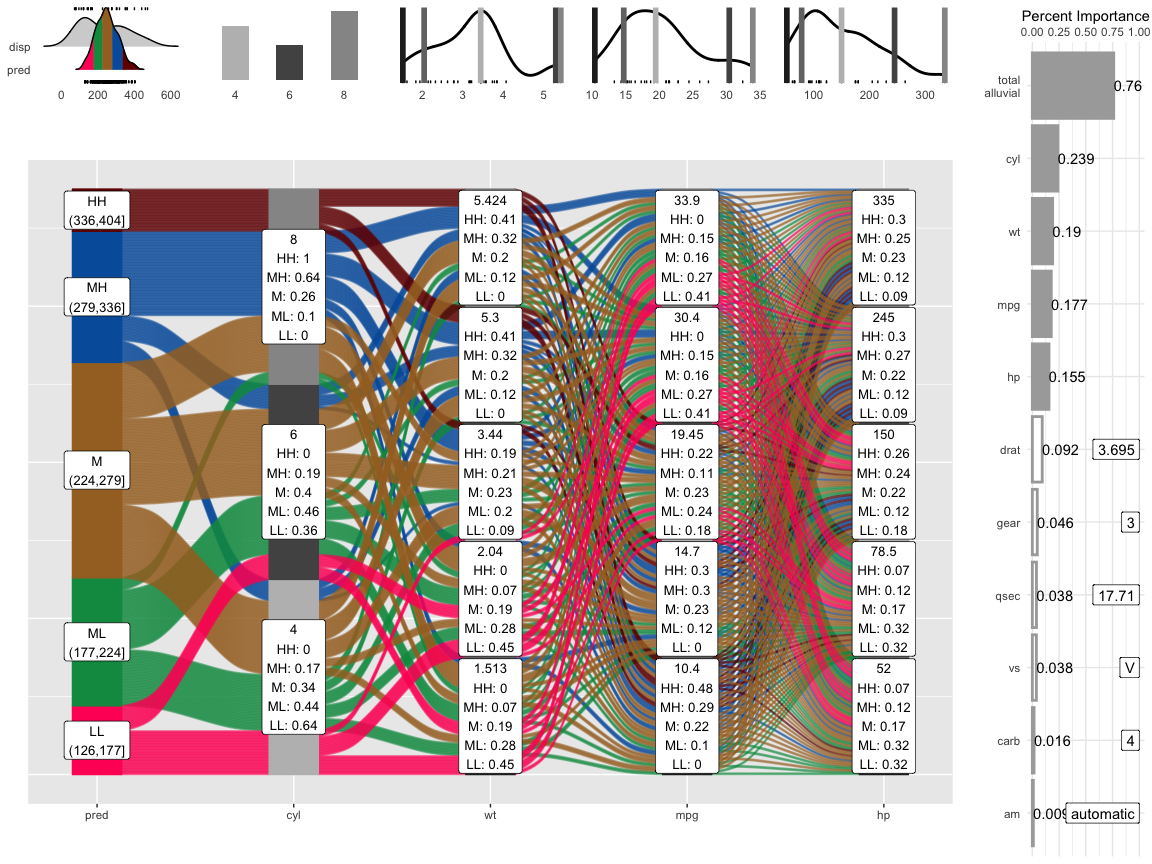 disp
pred
0 200 400 600
4 6 8
2 3 4 5
10 15 20 25 30 35
100 200 300
Percent Importance
0.00 0.25 0.50 0.75 1.00
total
alluvial
0.76
cyl 0.239
wt 0.19
mpg 0.177
hp 0.155
drat 0.092 3.695
gear 0.046 3
qsec 0.038 17.71
vs 0.038 V
carb 0.016 4
am 0.009 automatic
HH
(336,404]
MH
(279,336]
M
(224,279]
ML
(177,224]
LL
(126,177]
8
HH: 1
MH: 0.64
M: 0.26
ML: 0.1
LL: 0
6
HH: 0
MH: 0.19
M: 0.4
ML: 0.46
LL: 0.36
4
HH: 0
MH: 0.17
M: 0.34
ML: 0.44
LL: 0.64
5.424
HH: 0.41
MH: 0.32
M: 0.2
ML: 0.12
LL: 0
5.3
HH: 0.41
MH: 0.32
M: 0.2
ML: 0.12
LL: 0
3.44
HH: 0.19
MH: 0.21
M: 0.23
ML: 0.2
LL: 0.09
2.04
HH: 0
MH: 0.07
M: 0.19
ML: 0.28
LL: 0.45
1.513
HH: 0
MH: 0.07
M: 0.19
ML: 0.28
LL: 0.45
33.9
HH: 0
MH: 0.15
M: 0.16
ML: 0.27
LL: 0.41
30.4
HH: 0
MH: 0.15
M: 0.16
ML: 0.27
LL: 0.41
19.45
HH: 0.22
MH: 0.11
M: 0.23
ML: 0.24
LL: 0.18
14.7
HH: 0.3
MH: 0.3
M: 0.23
ML: 0.12
LL: 0
10.4
HH: 0.48
MH: 0.29
M: 0.22
ML: 0.1
LL: 0
335
HH: 0.3
MH: 0.25
M: 0.23
ML: 0.12
LL: 0.09
245
HH: 0.3
MH: 0.27
M: 0.22
ML: 0.12
LL: 0.09
150
HH: 0.26
MH: 0.24
M: 0.22
ML: 0.12
LL: 0.18
78.5
HH: 0.07
MH: 0.12
M: 0.17
ML: 0.32
LL: 0.32
52
HH: 0.07
MH: 0.12
M: 0.17
ML: 0.32
LL: 0.32
pred cyl wt mpg hp